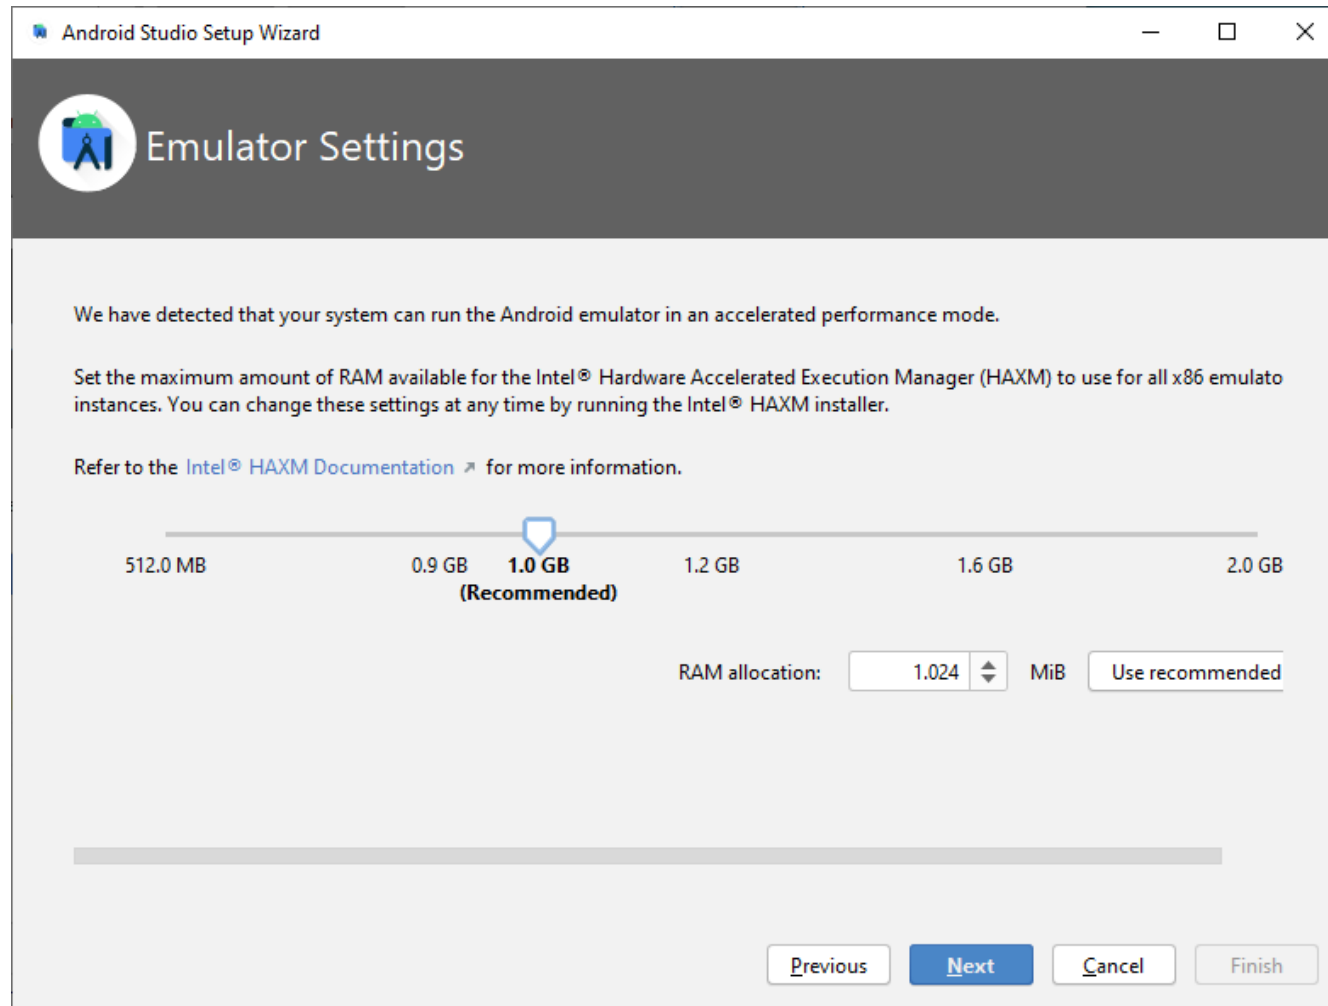 Android Studio Setup Wizard
Emulator Settings
We have detected that your system can run the Android emulator in an accelerated performance mode.
Set the maximum amount of RAM available for the Intel® Hardware Accelerated Execution Manager (HAXM) to use for all x86 emulato
instances. You can change these settings at any time by running the Intel® HAXM installer.
Refer to the Intel® HAXM Documentation ↗ for more information.
512.0 MB 0.9 GB 1.0 GB 1.2 GB 1.6 GB 2.0 GB
(Recommended)
RAM allocation: 1.024 MiB Use recommended
Previous Next Cancel Finish